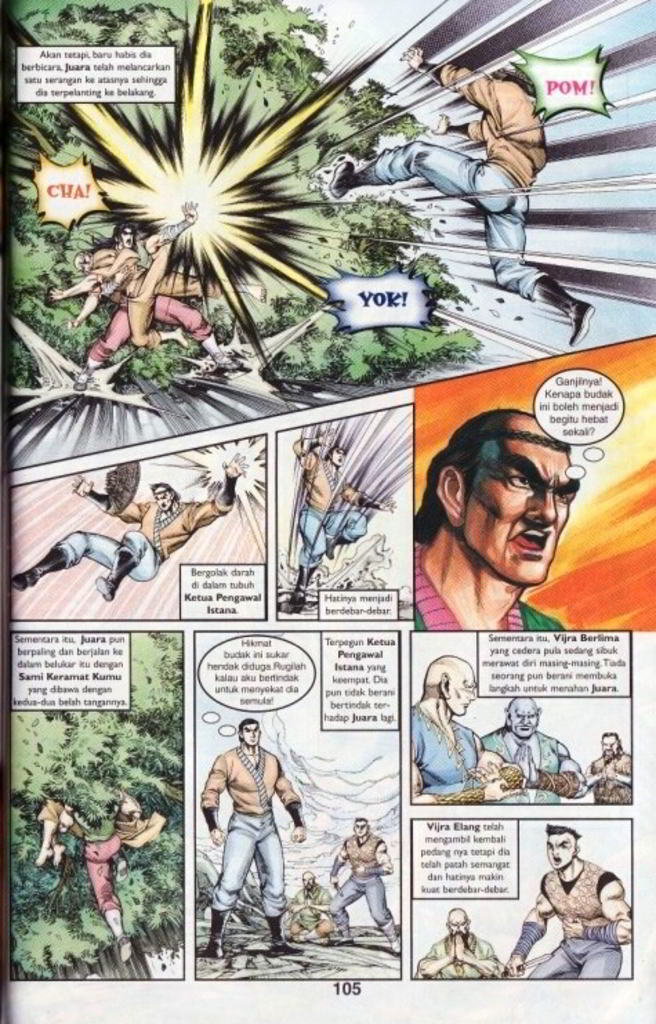 Akan tetapi, baru habis dia
berbicara, Juara telah melancarkan
satu serangan ke atasnya sehingga
dia terpelanting ke belakang.
POM!
CHA!
YOK!
Ganjilnya!
Kenapa budak
ini boleh menjadi
begitu hebat
sekali?
Bergolak darah
di dalam tubuh
Ketua Pengawal
Istana.
Hatinya menjadi
berdebar-debar.
Sementara itu, Juara pun
berpaling dan berjalan ke
dalam belukar itu dengan
Sami Keramat Kumu
yang dibawa dengan
kedua-dua belah tangannya.
Hikmat
budak ini sukar
hendak diduga.Rugilah
kalau aku bertindak
untuk menyekat dia
semula!
Terpegun Ketua
Pengawal Istana
Istana yang
keempat. Dia
pun tidak berani
bertindak ter-
hadap Juara lagi.
Sementara itu, Vijra Berlima
yang cedera pula sedang sibuk
merawat diri masing-masing.Tiada
seorang pun berani membuka
langkah untuk menahan Juara.
Vijra Elang telah
mengambil kembali
pedang nya tetapi dia
telah patah semangat
dan hatinya makin
kuat berdebar-debar.
105